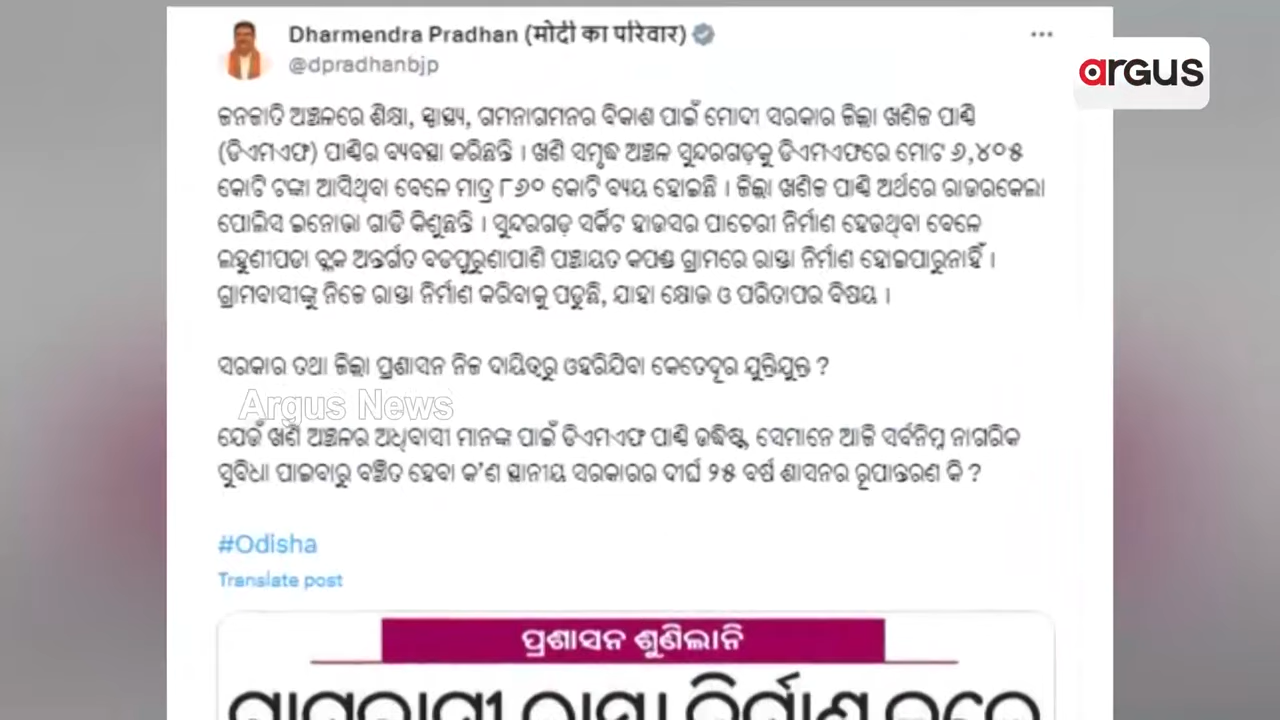 Dharmendra Pradhan (मोदी का परिवार)
@dpradhanbjp
argus
ଜନଜାତି ଅଞ୍ଚଳରେ ଶିକ୍ଷା, ସ୍ୱାସ୍ଥ୍ୟ, ଗମନାଗମନର ବିକାଶ ପାଇଁ ମୋଦୀ ସରକାର ଜିଲ୍ଲା ଖଣିଜ ପାଣ୍ଠି
(ଡିଏମଏଫ) ପାଣ୍ଠିର ବ୍ୟବସ୍ଥା କରିଛନ୍ତି । ଖଣି ସମୃଦ୍ଧ ଅଞ୍ଚଳ ସୁନ୍ଦରଗଡ଼କୁ ଡିଏମଏଫରେ ମୋଟ ୬,୪୦୫
କୋଟି ଟଙ୍କା ଆସିଥିବା ବେଳେ ମାତ୍ର ୮୬୦ କୋଟି ବ୍ୟୟ ହୋଇଛି । ଜିଲ୍ଲା ଖଣିଜ ପାଣ୍ଠି ଅର୍ଥରେ ରାଉରକେଲା
ପୋଲିସ ଇନୋଭା ଗାଡି କିଣୁଛନ୍ତି । ସୁନ୍ଦରଗଡ଼ ସର୍କିଟ ହାଉସର ପାଚେରୀ ନିର୍ମାଣ ହେଉଥିବା ବେଳେ
ଲହୁଣୀପଡା ବ୍ଳକ ଅନ୍ତର୍ଗତ ବଡପୁରୁଣାପାଣି ପଞ୍ଚାୟତ କପଣ୍ଡ ଗ୍ରାମରେ ରାସ୍ତା ନିର୍ମାଣ ହୋଇପାରୁନାହିଁ ।
ଗ୍ରାମବାସୀଙ୍କୁ ନିଜେ ରାସ୍ତା ନିର୍ମାଣ କରିବାକୁ ପଡୁଛି, ଯାହା କ୍ଷୋଭ ଓ ପରିତାପର ବିଷୟ ।
ସରକାର ତଥା ଜିଲ୍ଲା ପ୍ରଶାସନ ନିଜ ଦାୟିତ୍ୱରୁ ଓହରିଯିବା କେତେଦୂର ଯୁକ୍ତିଯୁକ୍ତ ?
Argus News
ଯେଉଁ ଖଣି ଅଞ୍ଚଳର ଅଧିବାସୀ ମାନଙ୍କ ପାଇଁ ଡିଏମଏଫ ପାଣ୍ଠି ଉଦ୍ଧିଷ୍ଟ, ସେମାନେ ଆଜି ସର୍ବନିମ୍ନ ନାଗରିକ
ସୁବିଧା ପାଇବାରୁ ବଞ୍ଚିତ ହେବା କ'ଣ ସ୍ଥାନୀୟ ସରକାରର ଦୀର୍ଘ ୨୫ ବର୍ଷ ଶାସନର ରୂପାନ୍ତରଣ କି ?
#Odisha
Translate post
ପ୍ରଶାସନ ଶୁଣିଲାନି
ଗ୍ରାମବାସୀ ରାସ୍ତା ନିର୍ମାଣ କଲେ